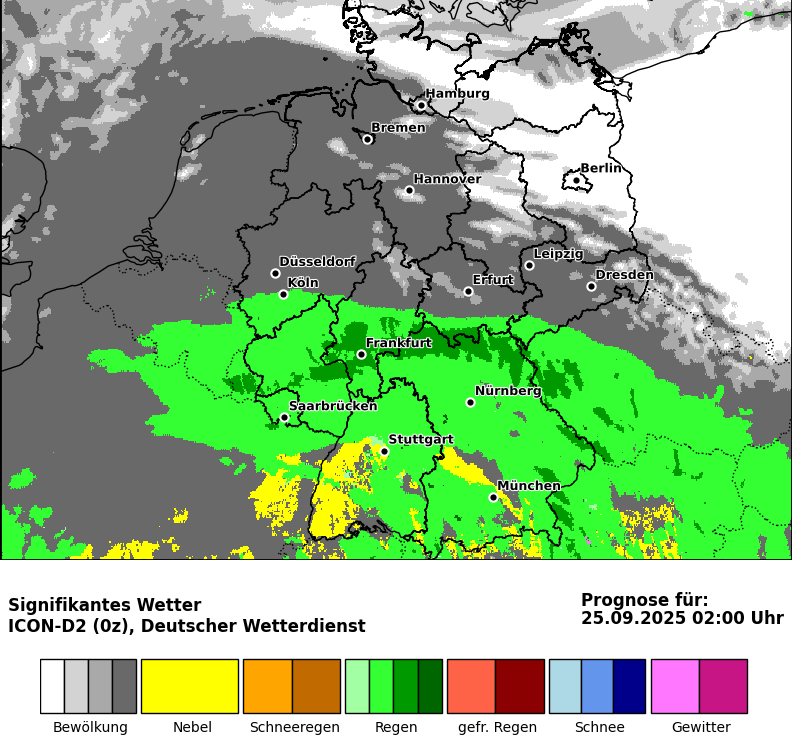 Hamburg
Bremen
Berlin
Hannover
Düsseldorf
Leipzig
Köln
Erfurt
Dresden
Frankfurt
Nürnberg
Saarbrücken
Stuttgart
München
Signifikantes Wetter
ICON-D2 (0z), Deutscher Wetterdienst
Prognose für:
25.09.2025 02:00 Uhr
Bewölkung Nebel Schneeregen Regen gefr. Regen Schnee Gewitter